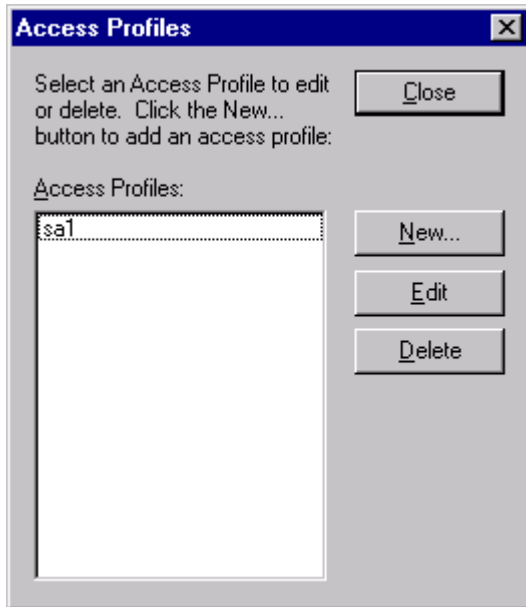 Access Profiles
Select an Access Profile to edit
or delete. Click the New...
button to add an access profile:
Close
Access Profiles:
sa1
New...
Edit
Delete